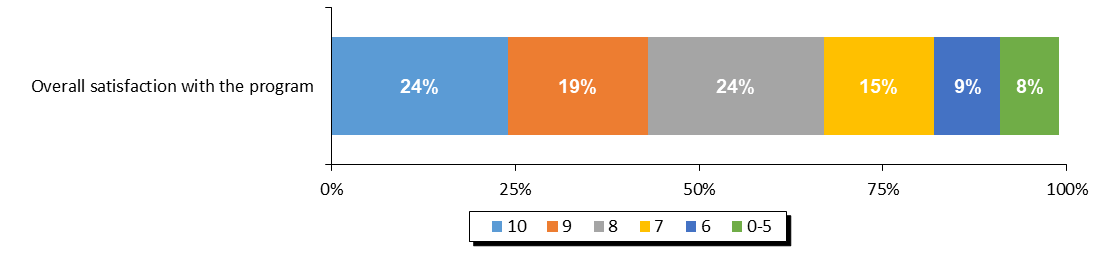 Overall satisfaction with the program
24% 19% 24% 15% 9% 8%
0% 25% 50% 75% 100%
10 9 8 7 6 0-5